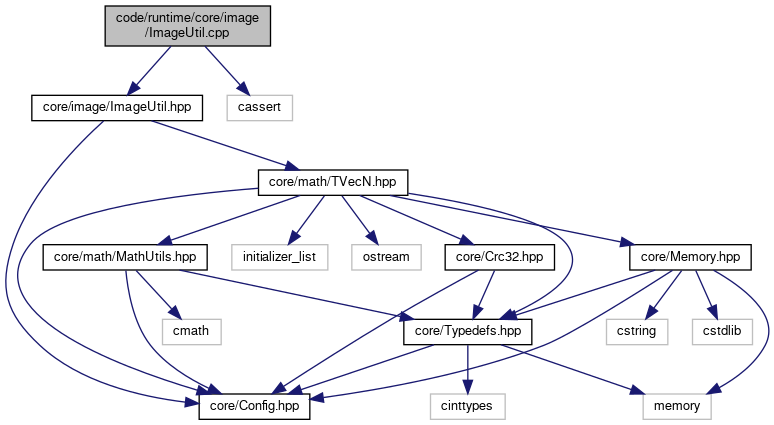 code/runtime/core/image
/ImageUtil.cpp
core/image/ImageUtil.hpp
cassert
core/math/TVecN.hpp
core/math/MathUtils.hpp
initializer_list
ostream
core/Crc32.hpp
core/Memory.hpp
cmath
core/Typedefs.hpp
cstring
cstdlib
core/Config.hpp
cinttypes
memory